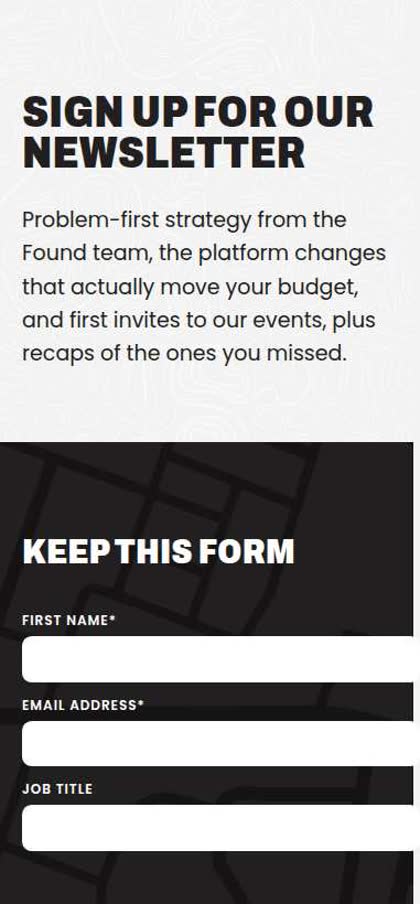 SIGN UP FOR OUR
NEWSLETTER
Problem-first strategy from the
Found team, the platform changes
that actually move your budget,
and first invites to our events, plus
recaps of the ones you missed.
KEEP THIS FORM
FIRST NAME*
EMAIL ADDRESS*
JOB TITLE